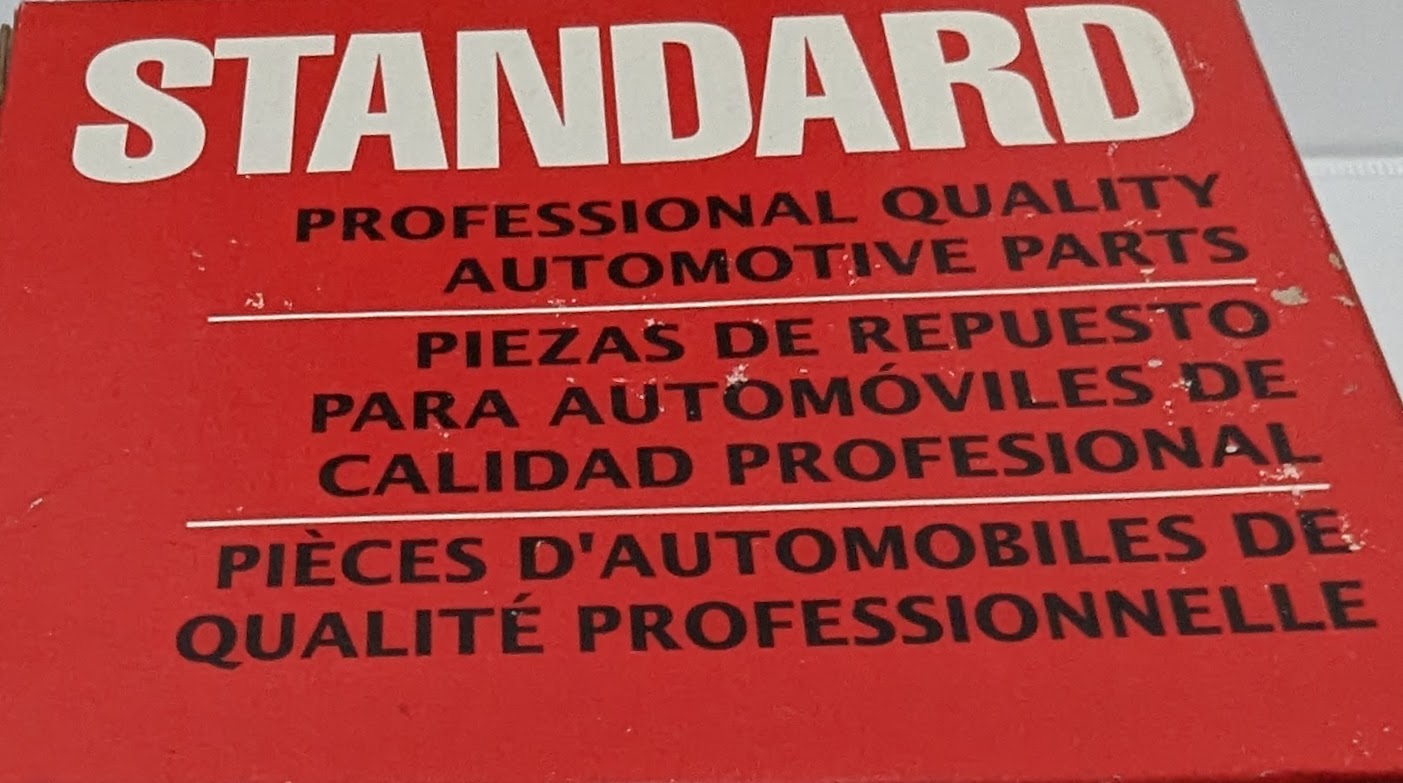 STANDARD
PROFESSIONAL QUALITY
AUTOMOTIVE PARTS
PIEZAS DE REPUESTO
PARA AUTOMÓVILES DE
CALIDAD PROFESIONAL
PIÈCES D'AUTOMOBILES DE
QUALITÉ PROFESSIONNELLE